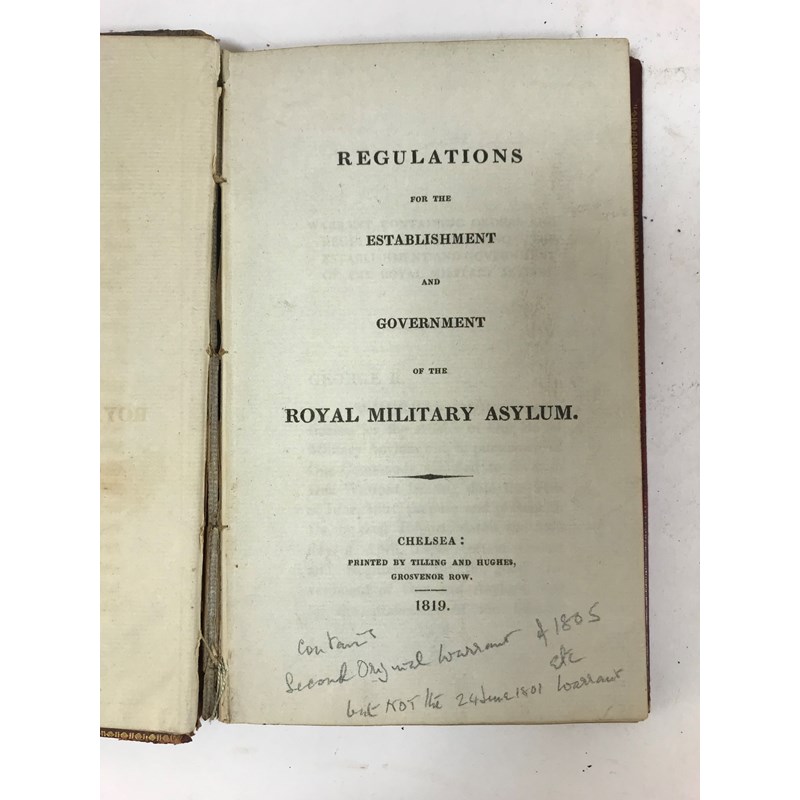 REGULATIONS
FOR THE
ESTABLISHMENT
AND
GOVERNMENT
OF THE
ROYAL MILITARY ASYLUM.
CHELSEA:
PRINTED BY TILLING AND HUGHES,
GROSVENOR ROW.
1819.
contains
Second Original Warrant of 1805
etc
but NOT the 24 June 1801 Warrant